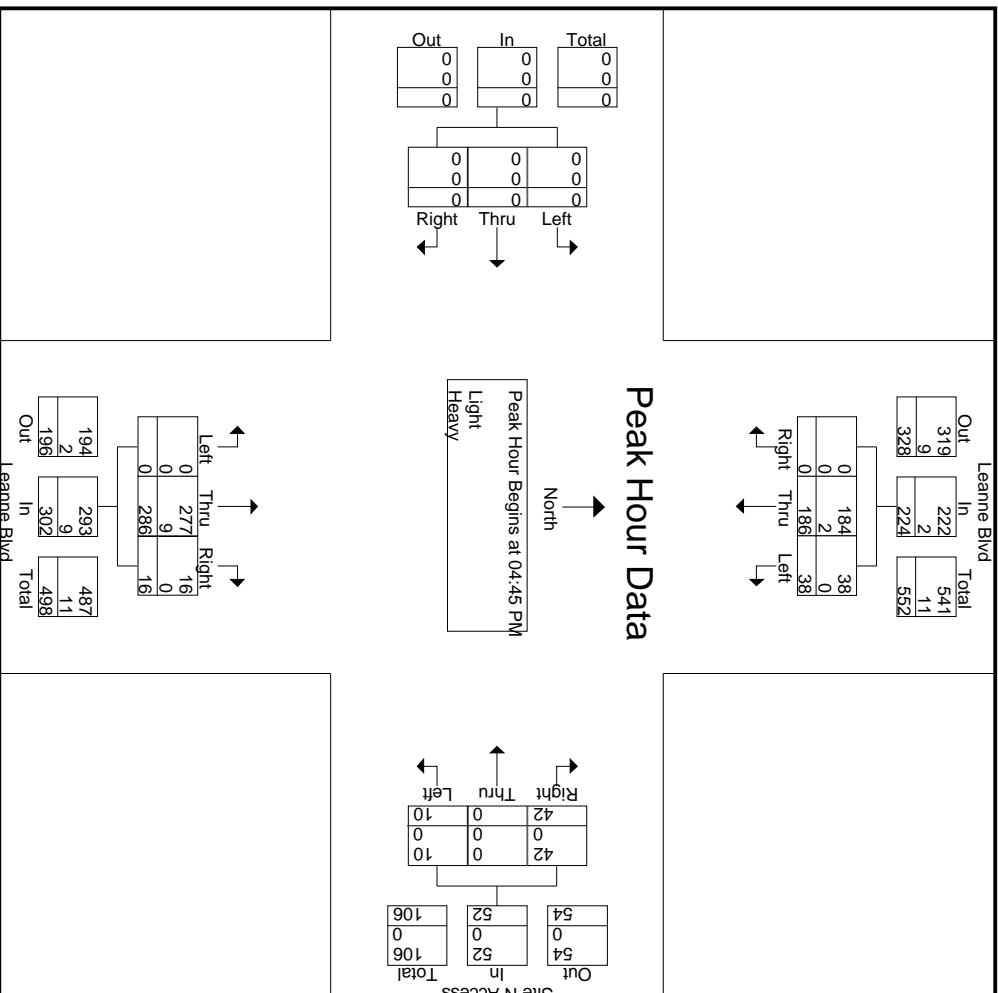 Peak Hour Data
North
Peak Hour Begins at 04:45 PM
Light
Heavy
Out In Total
0 0 0
0 0 0
0 0 0
0 0 0
0 0 0
0 0 0
Right Thru Left
Leanne Blvd
Out In Total
319 222 541
9 2 11
328 224 552
0 184 38
0 2 0
0 186 38
Right Thru Left
Left Thru Right
0 277 16
0 9 0
0 286 16
194 293 487
2 9 11
196 302 498
Out In Total
Leanne Blvd
Site N Access
Out In Total
54 52 106
0 0 0
54 52 106
42 0 10
0 0 0
42 0 10
Right Thru Left